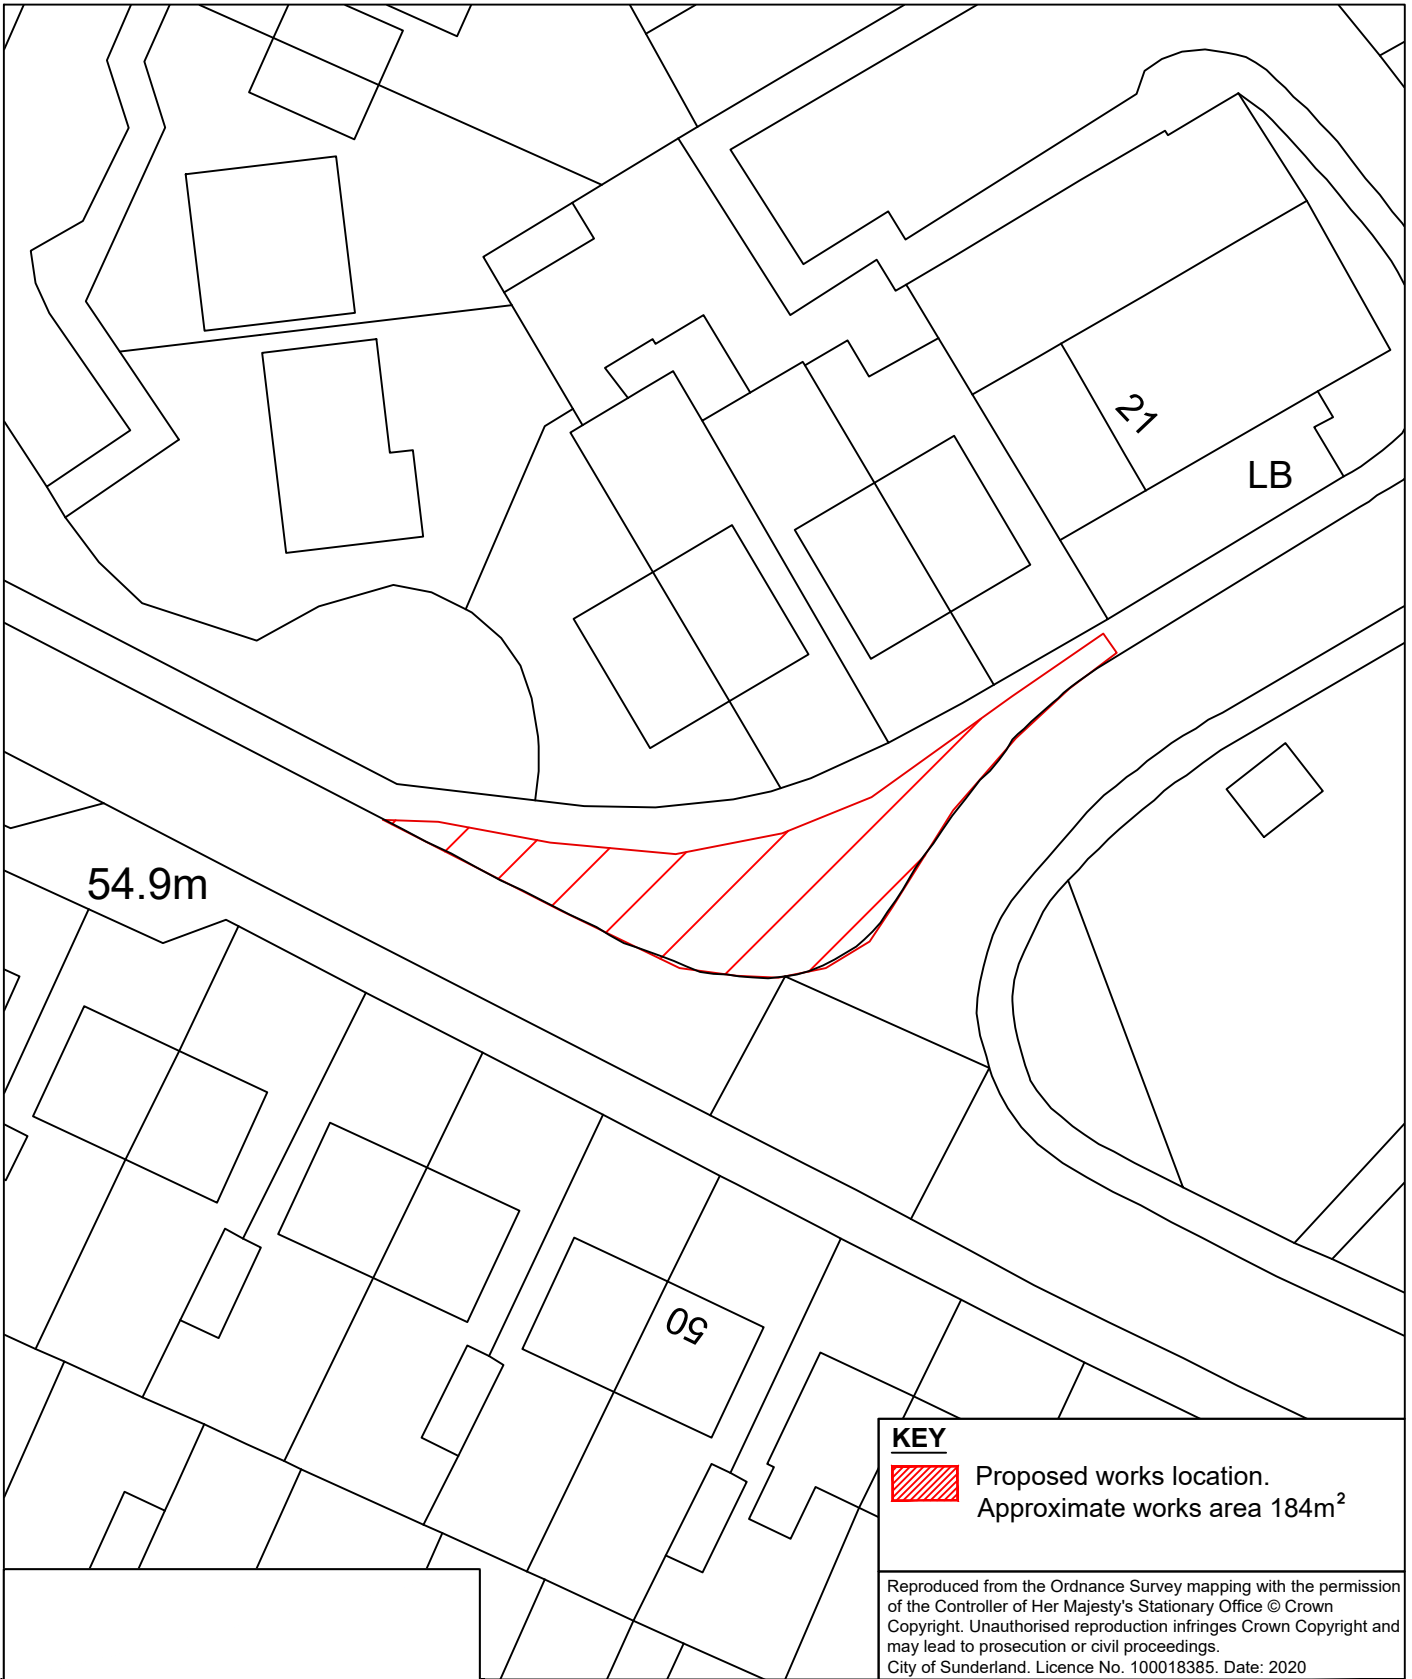 21
LB
54.9m
50
KEY
Proposed works location.
Approximate works area 184m²
Reproduced from the Ordnance Survey mapping with the permission
of the Controller of Her Majesty's Stationary Office © Crown
Copyright. Unauthorised reproduction infringes Crown Copyright and
may lead to prosecution or civil proceedings.
City of Sunderland. Licence No. 100018385. Date: 2020